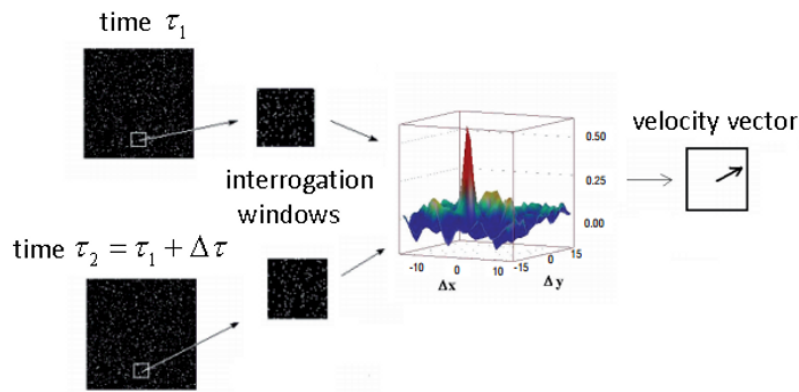 time τ₁
interrogation
windows
time τ₂ = τ₁ + Δτ
0.50
0.25
0.00
-10
0
10
Δx
-15
0
15
Δy
velocity vector